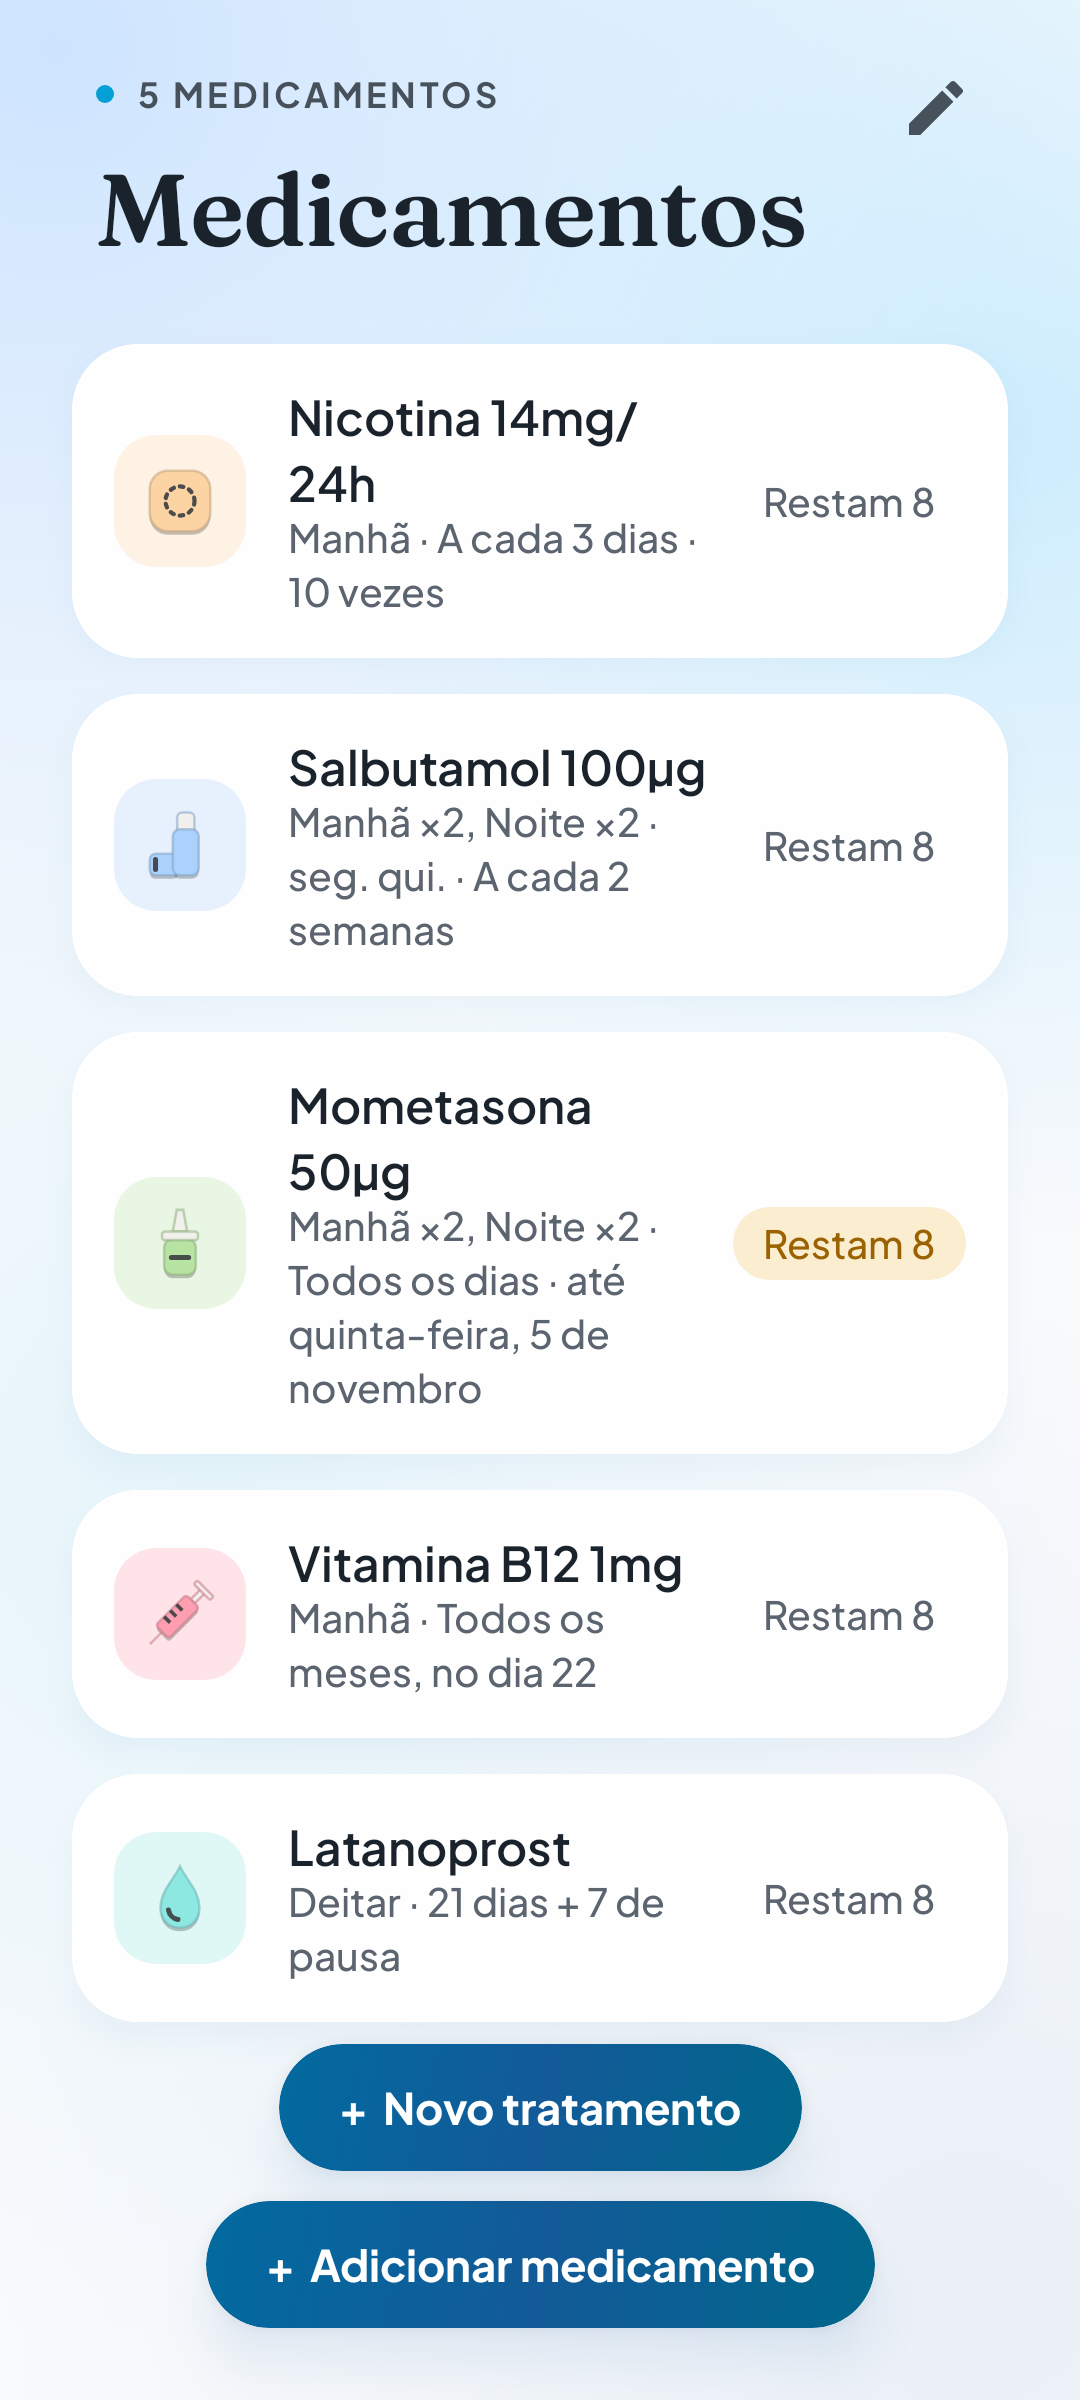 5 MEDICAMENTOS
Medicamentos
Nicotina 14mg/
24h
Manhã · A cada 3 dias ·
10 vezes
Restam 8
Salbutamol 100µg
Manhã ×2, Noite ×2 ·
seg. qui. · A cada 2
semanas
Restam 8
Mometasona
50µg
Manhã ×2, Noite ×2 ·
Todos os dias · até
quinta-feira, 5 de
novembro
Restam 8
Vitamina B12 1mg
Manhã · Todos os
meses, no dia 22
Restam 8
Latanoprost
Deitar · 21 dias + 7 de
pausa
Restam 8
+ Novo tratamento
+ Adicionar medicamento